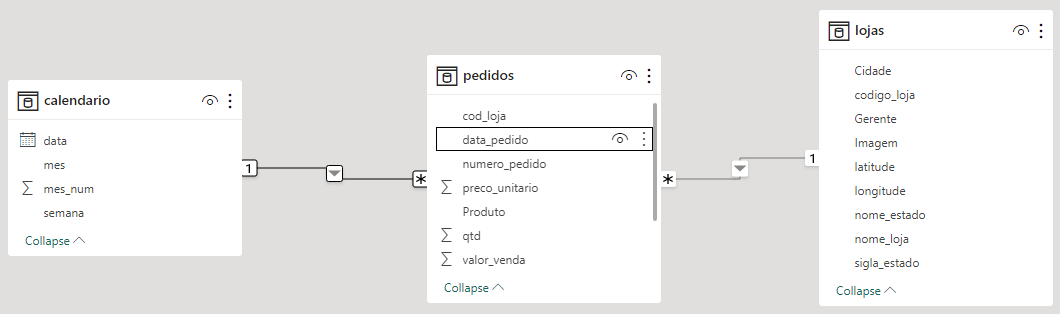 calendario
data
mes
mes_num
semana
Collapse
1
*
pedidos
cod_loja
data_pedido
numero_pedido
preco_unitario
Produto
qtd
valor_venda
Collapse
*
1
lojas
Cidade
codigo_loja
Gerente
Imagem
latitude
longitude
nome_estado
nome_loja
sigla_estado
Collapse